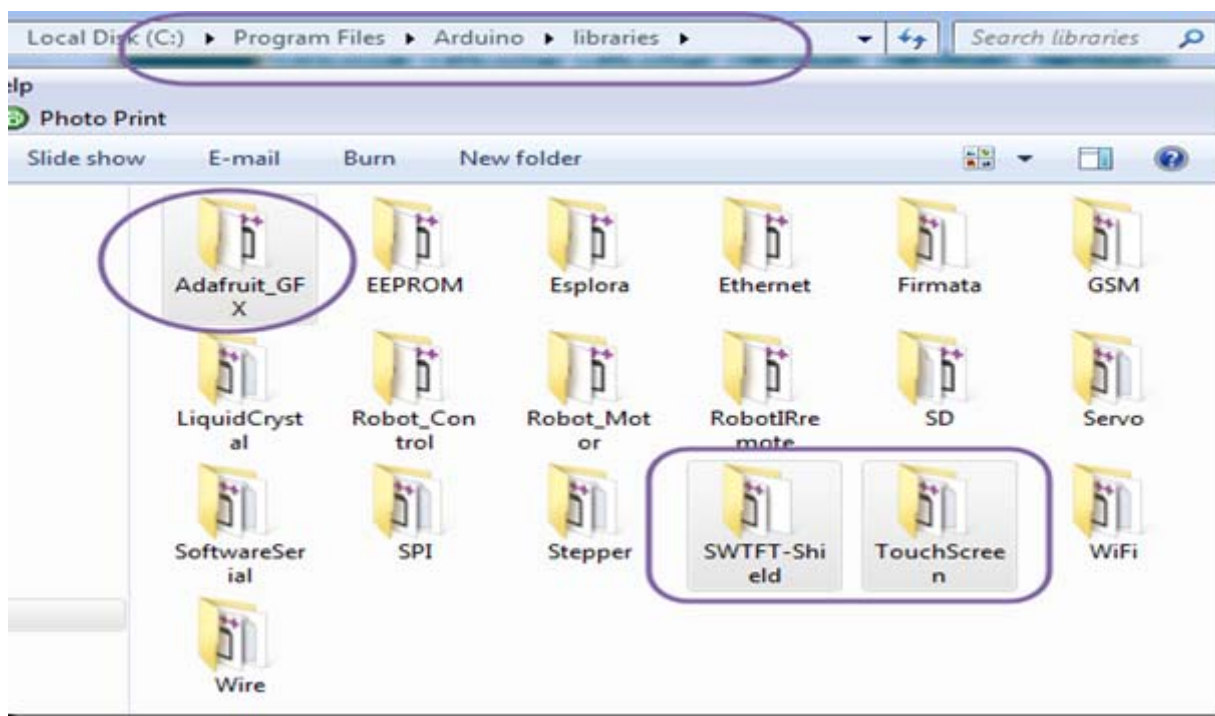 Local Disk (C:) ▸ Program Files ▸ Arduino ▸ libraries ▸ Search libraries
elp
Photo Print
Slide show E-mail Burn New folder
Adafruit_GF
X
EEPROM
Esplora
Ethernet
Firmata
GSM
LiquidCryst
al
Robot_Con
trol
Robot_Mot
or
RobotIRre
mote
SD
Servo
SoftwareSer
ial
SPI
Stepper
SWTFT-Shi
eld
TouchScree
n
WiFi
Wire